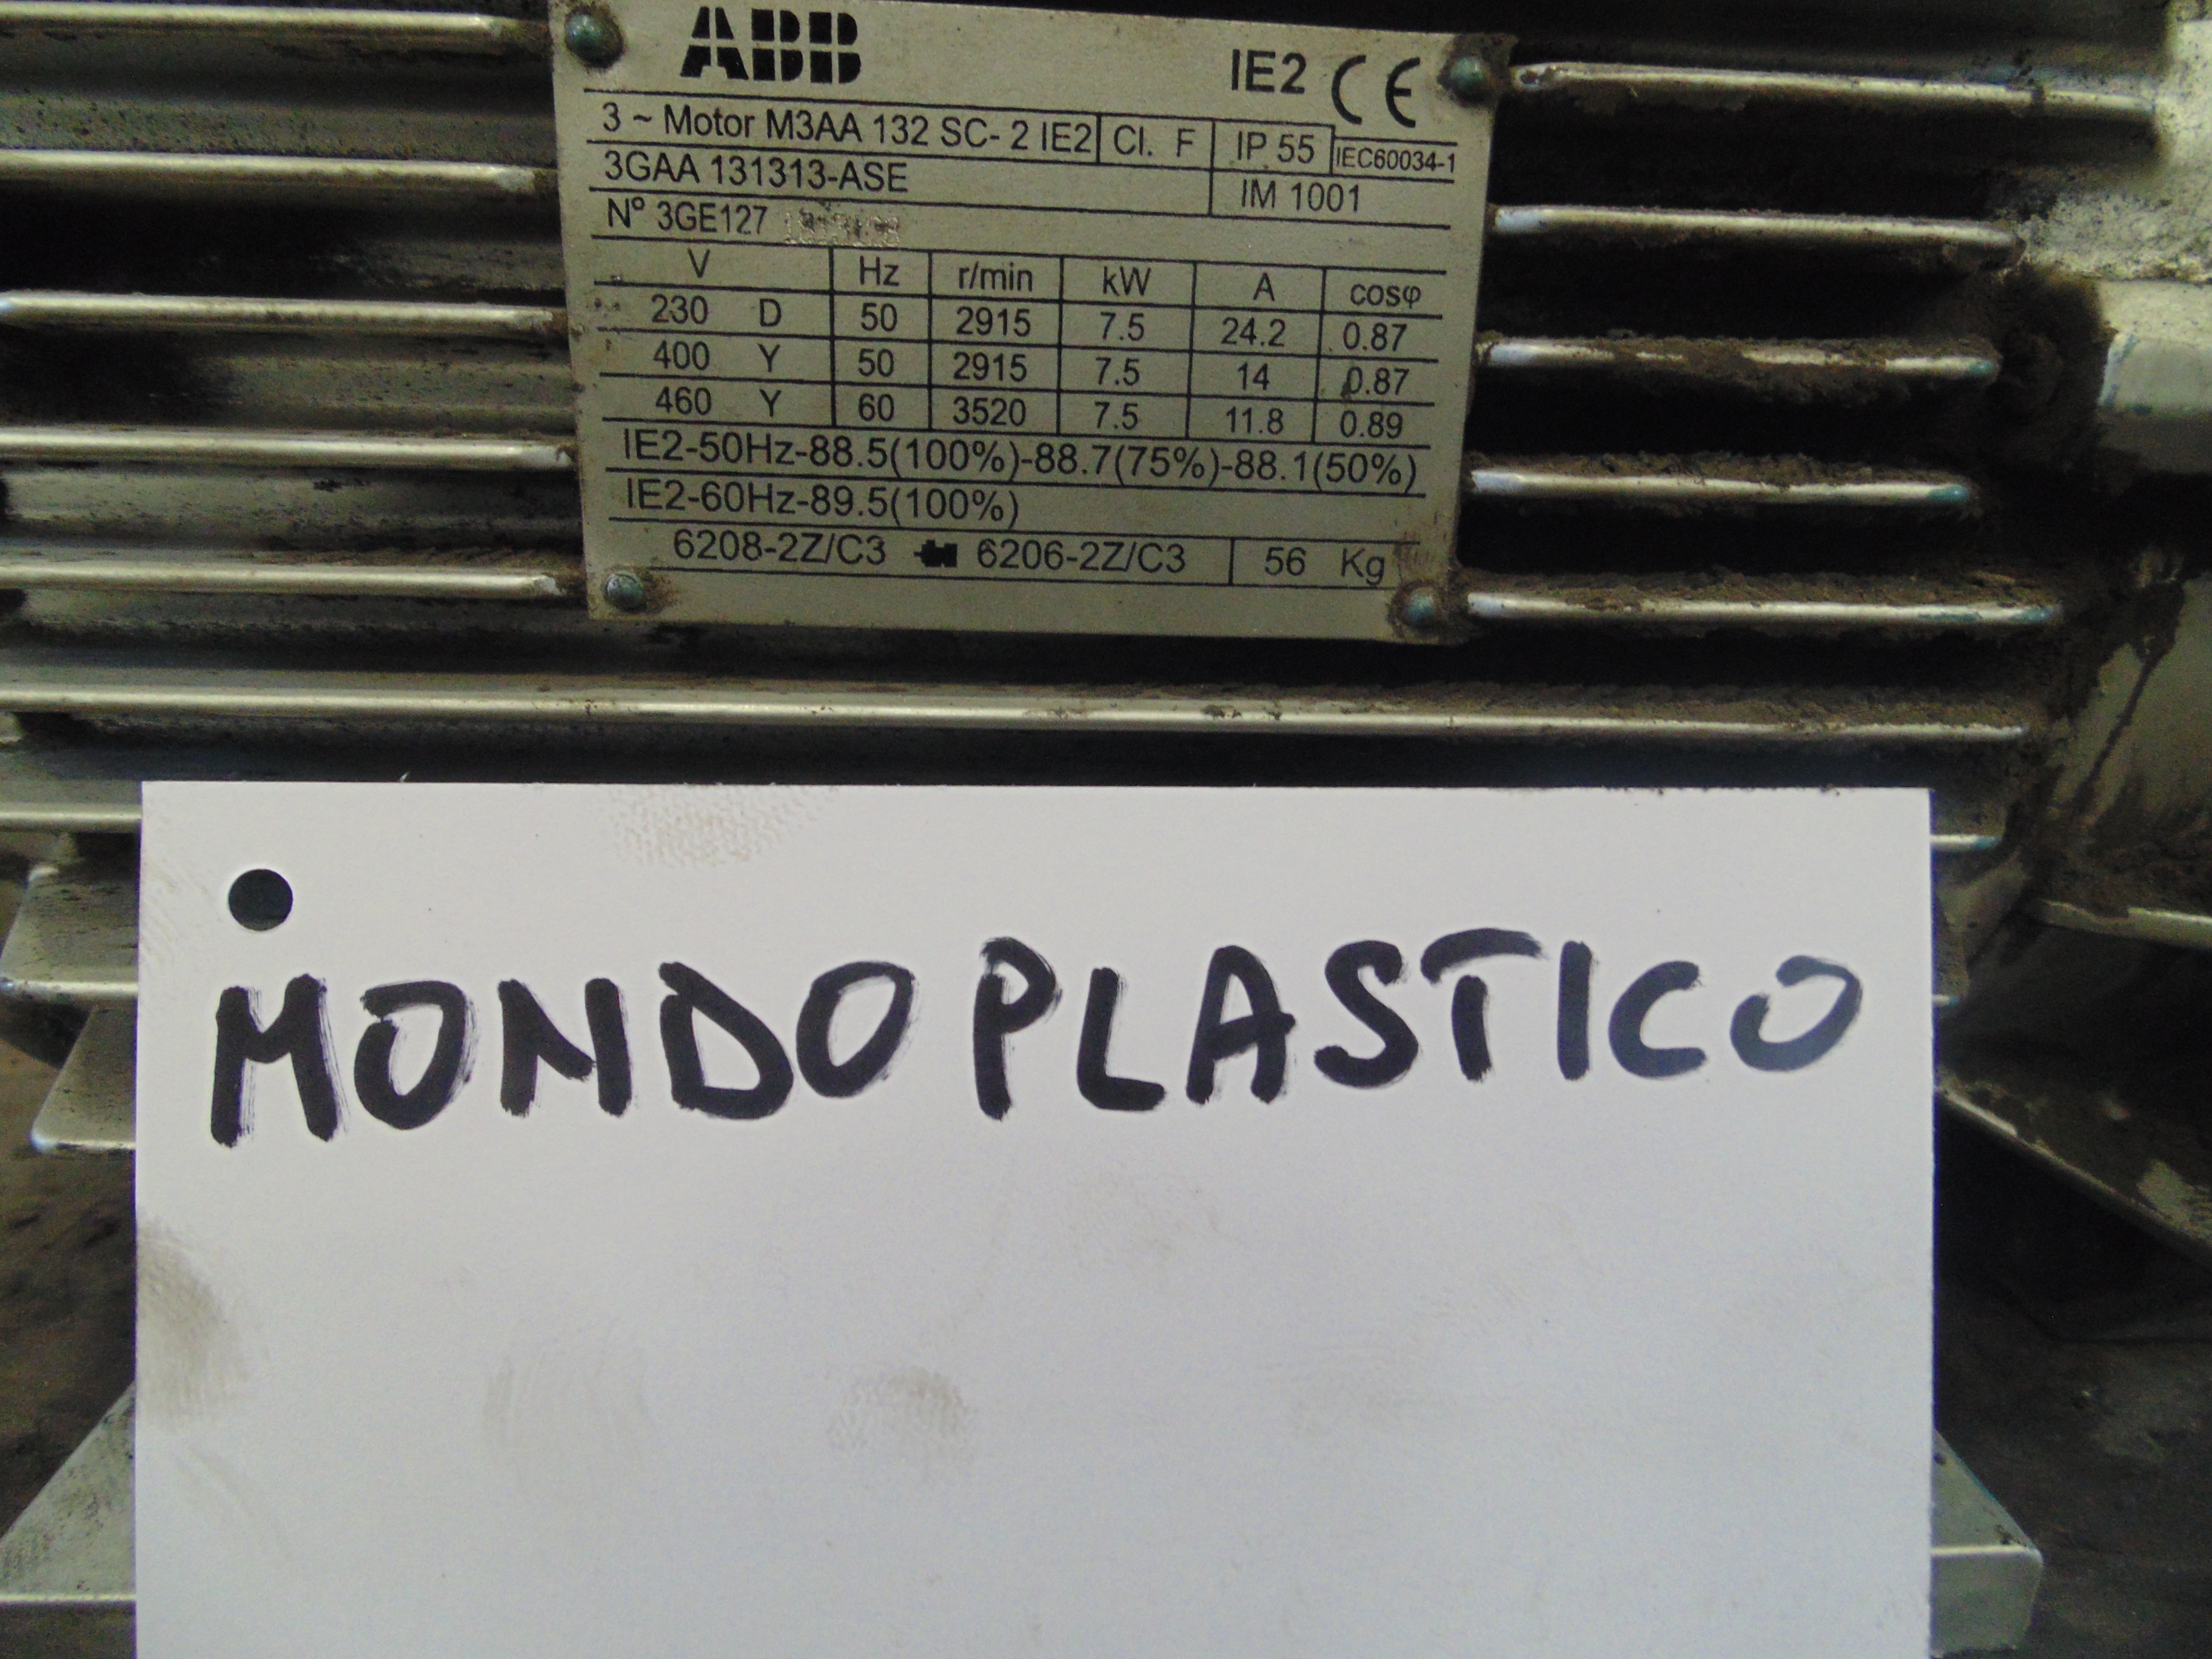 ABB
IE2 CE
3 ~ Motor M3AA 132 SC- 2 IE2 Cl. F IP 55 IEC60034-1
3GAA 131313-ASE IM 1001
Nº 3GE127
V Hz r/min kW A cosφ
230 D 50 2915 7.5 24.2 0.87
400 Y 50 2915 7.5 14 0.87
460 Y 60 3520 7.5 11.8 0.89
IE2-50Hz-88.5(100%)-88.7(75%)-88.1(50%)
IE2-60Hz-89.5(100%)
6208-2Z/C3 6206-2Z/C3 56 Kg
MONDO PLASTICO